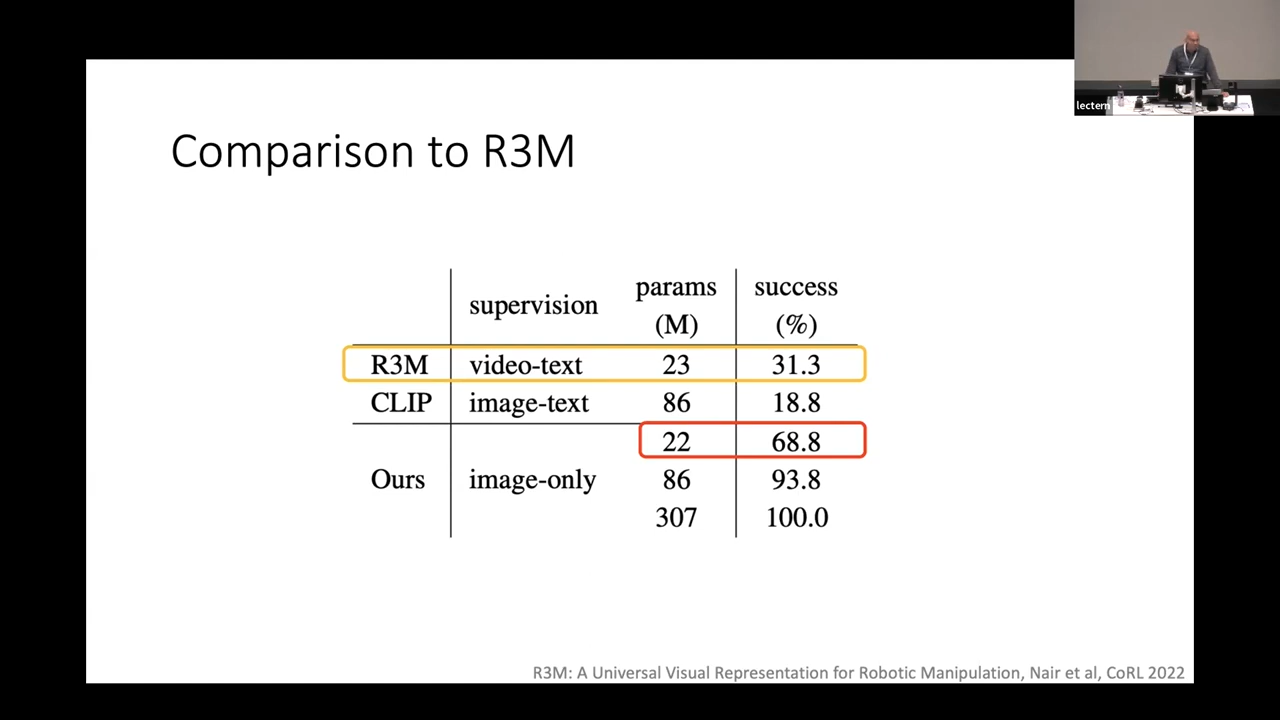 lectern
Comparison to R3M
supervision params (M) success (%)
R3M video-text 23 31.3
CLIP image-text 86 18.8
22 68.8
Ours image-only 86 93.8
307 100.0
R3M: A Universal Visual Representation for Robotic Manipulation, Nair et al, CoRL 2022